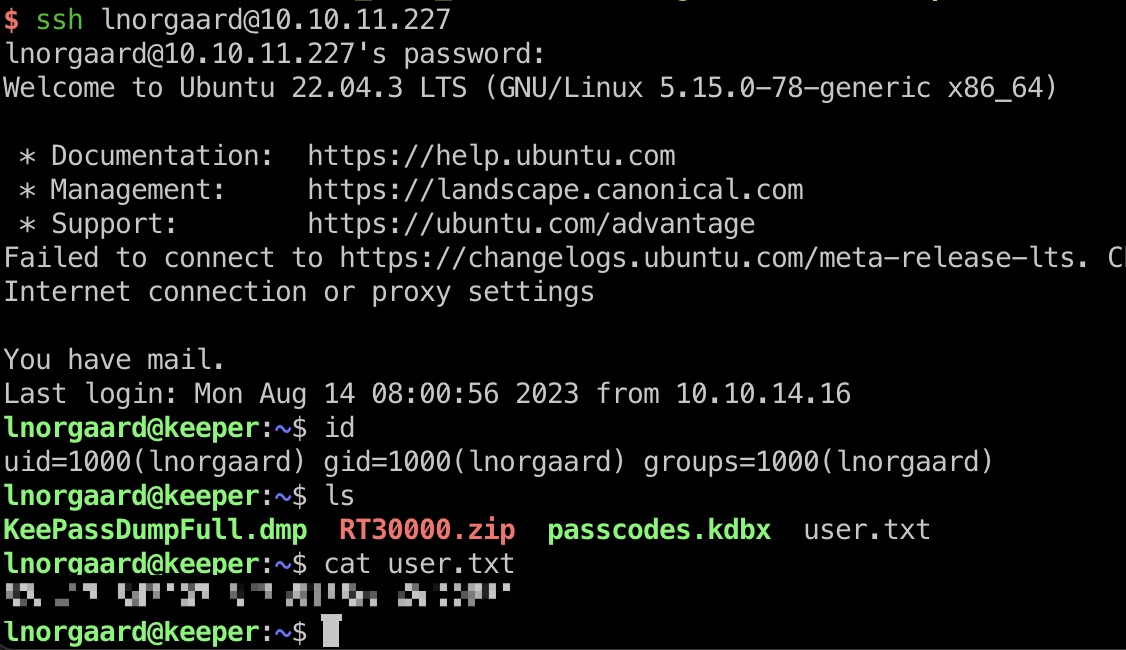 $ ssh lnorgaard@10.10.11.227
lnorgaard@10.10.11.227's password:
Welcome to Ubuntu 22.04.3 LTS (GNU/Linux 5.15.0-78-generic x86_64)
* Documentation: https://help.ubuntu.com
* Management: https://landscape.canonical.com
* Support: https://ubuntu.com/advantage
Failed to connect to https://changelogs.ubuntu.com/meta-release-lts.
Internet connection or proxy settings
You have mail.
Last login: Mon Aug 14 08:00:56 2023 from 10.10.14.16
lnorgaard@keeper:~$ id
uid=1000(lnorgaard) gid=1000(lnorgaard) groups=1000(lnorgaard)
lnorgaard@keeper:~$ ls
KeePassDumpFull.dmp RT30000.zip passcodes.kdbx user.txt
lnorgaard@keeper:~$ cat user.txt
lnorgaard@keeper:~$